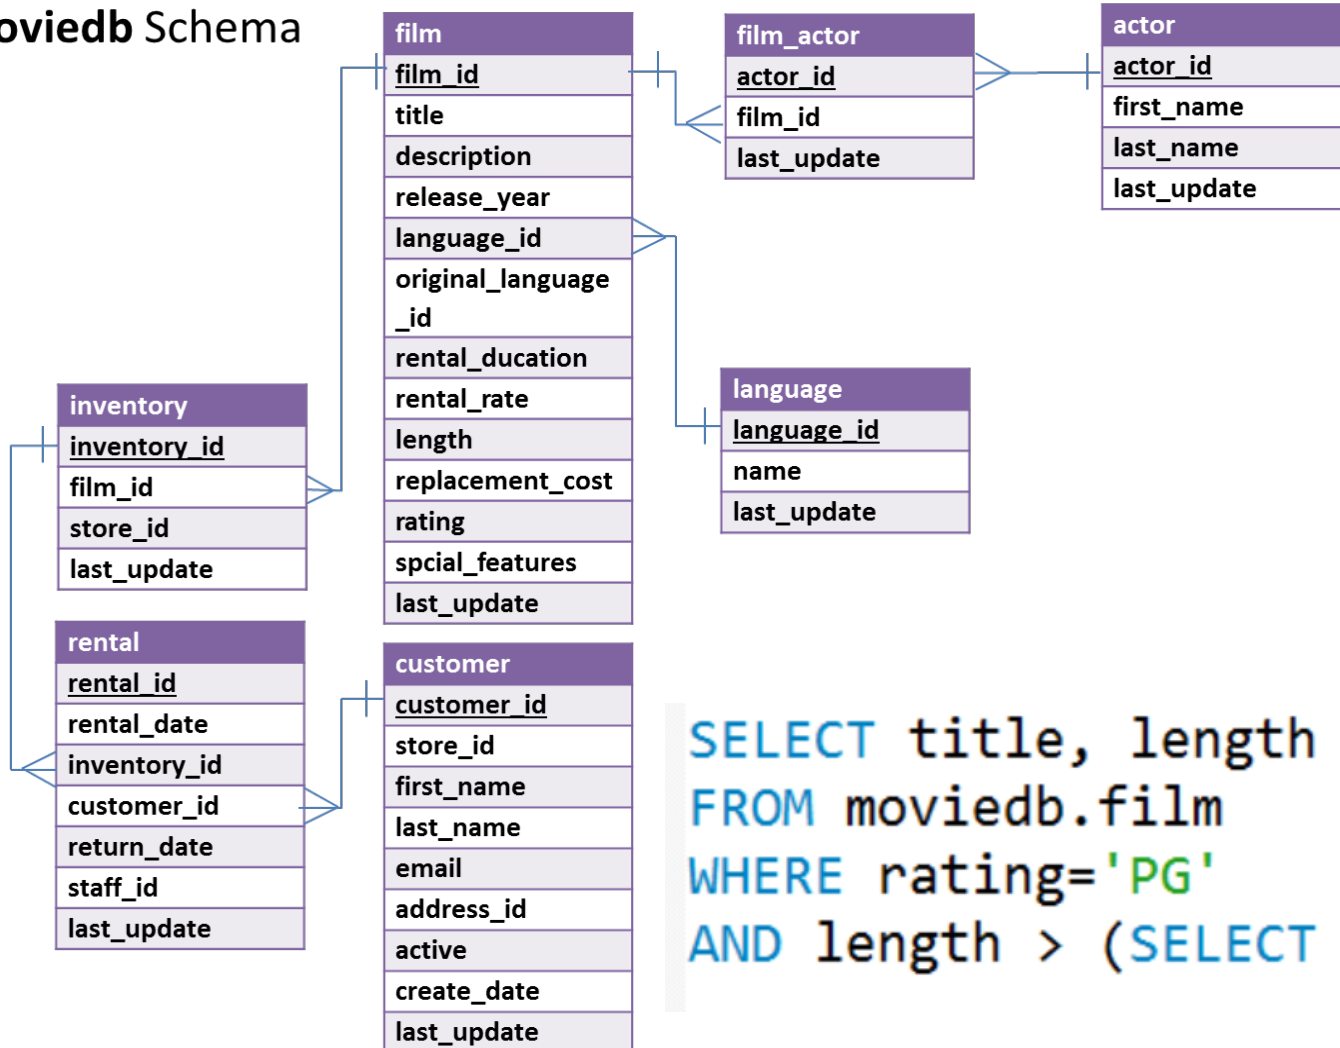 oviedb Schema
film
film_id
title
description
release_year
language_id
original_language
_id
rental_ducation
rental_rate
length
replacement_cost
rating
spcial_features
last_update
film_actor
actor_id
film_id
last_update
actor
actor_id
first_name
last_name
last_update
language
language_id
name
last_update
inventory
inventory_id
film_id
store_id
last_update
rental
rental_id
rental_date
inventory_id
customer_id
return_date
staff_id
last_update
customer
customer_id
store_id
first_name
last_name
email
address_id
active
create_date
last_update
SELECT title, length
FROM moviedb.film
WHERE rating='PG'
AND length > (SELECT